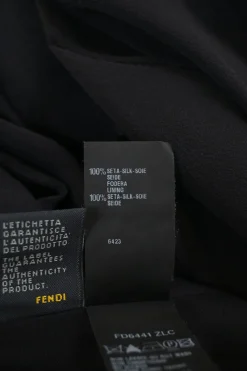 100% SETA-SILK-SOIE
SEIDE
FODERA
LINING
100% SETA-SILK-SOIE
SEIDE
6423
L'ETICHETTA
GARANTISCE
L'AUTENTICITA'
DEL PRODOTTO
THE LABEL
GUARANTEES
THE
AUTHENTICITY
OF THE
PRODUCT.
FENDI
FD6441 ZLC